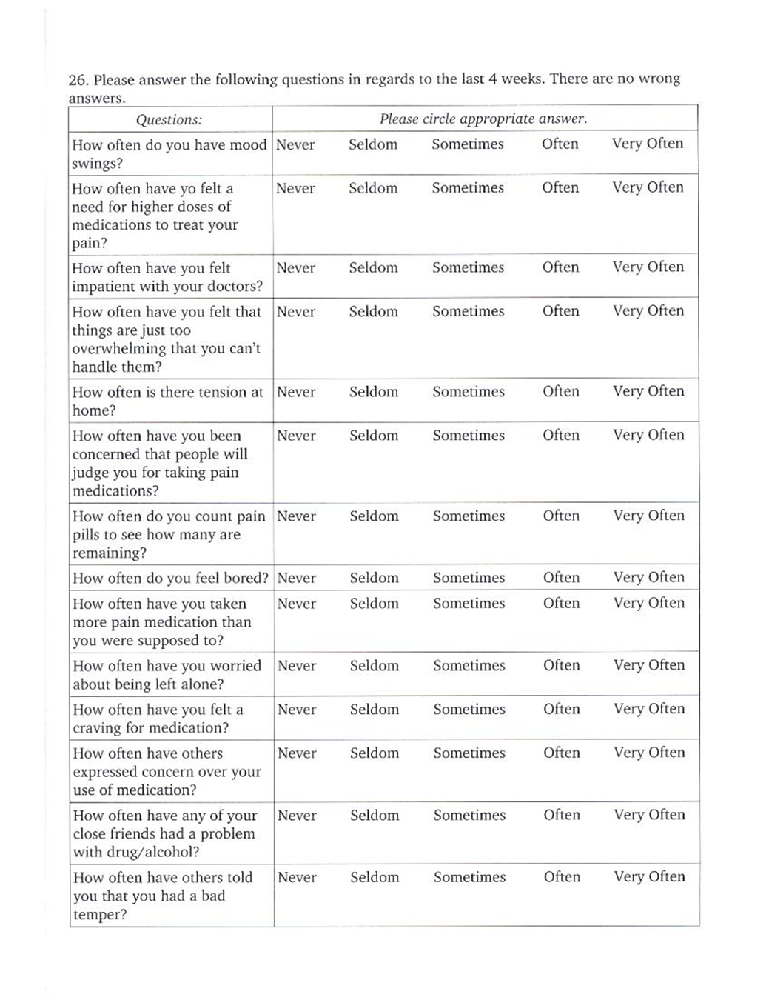 26. Please answer the following questions in regards to the last 4 weeks. There are no wrong
answers.
Questions: Please circle appropriate answer.
How often do you have mood Never Seldom Sometimes Often Very Often
swings?
How often have yo felt a Never Seldom Sometimes Often Very Often
need for higher doses of
medications to treat your
pain?
How often have you felt Never Seldom Sometimes Often Very Often
impatient with your doctors?
How often have you felt that Never Seldom Sometimes Often Very Often
things are just too
overwhelming that you can't
handle them?
How often is there tension at Never Seldom Sometimes Often Very Often
home?
How often have you been Never Seldom Sometimes Often Very Often
concerned that people will
judge you for taking pain
medications?
How often do you count pain Never Seldom Sometimes Often Very Often
pills to see how many are
remaining?
How often do you feel bored? Never Seldom Sometimes Often Very Often
How often have you taken Never Seldom Sometimes Often Very Often
more pain medication than
you were supposed to?
How often have you worried Never Seldom Sometimes Often Very Often
about being left alone?
How often have you felt a Never Seldom Sometimes Often Very Often
craving for medication?
How often have others Never Seldom Sometimes Often Very Often
expressed concern over your
use of medication?
How often have any of your Never Seldom Sometimes Often Very Often
close friends had a problem
with drug/alcohol?
How often have others told Never Seldom Sometimes Often Very Often
you that you had a bad
temper?